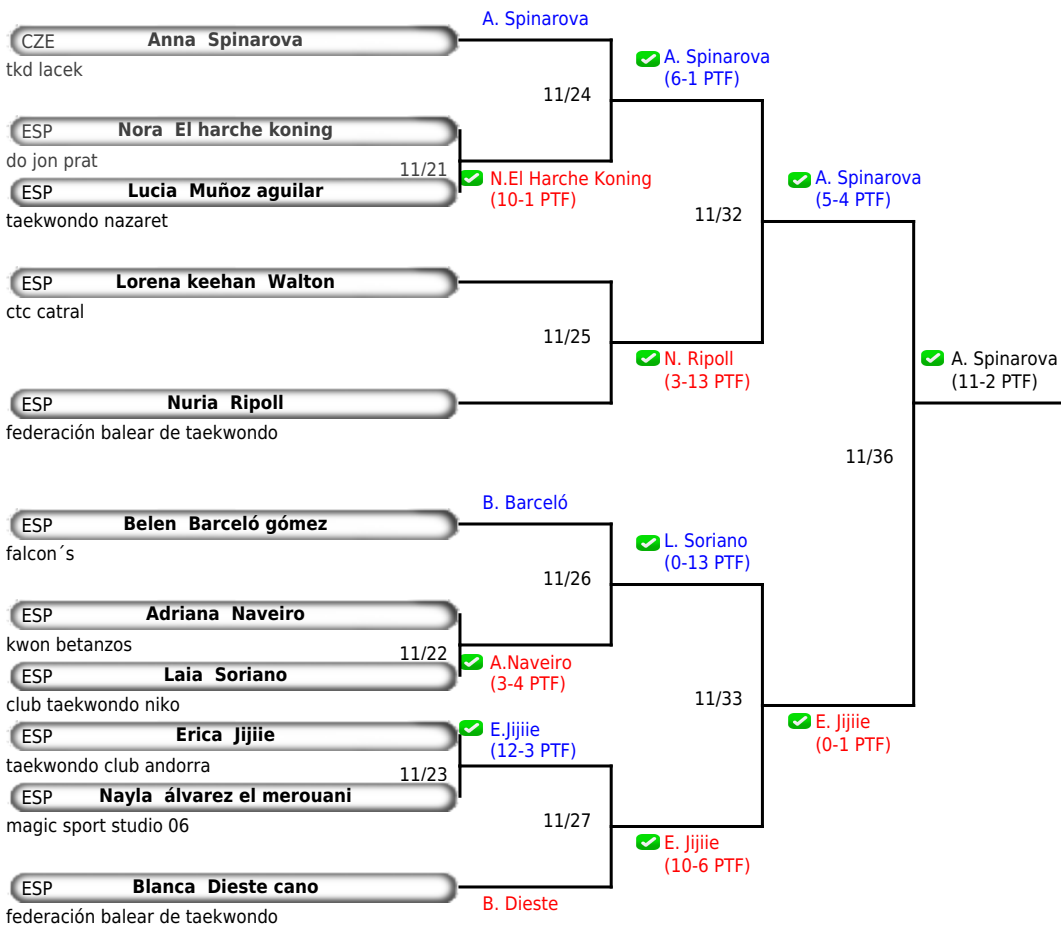 A. Spinarova
CZE Anna Spinarova
tkd lacek
A. Spinarova
(6-1 PTF)
11/24
ESP Nora El harche koning
do jon prat
11/21
ESP Lucia Muñoz aguilar
taekwondo nazaret
N.El Harche Koning
(10-1 PTF)
A. Spinarova
(5-4 PTF)
11/32
ESP Lorena keehan Walton
ctc catral
11/25
N. Ripoll
(3-13 PTF)
A. Spinarova
(11-2 PTF)
ESP Nuria Ripoll
federación balear de taekwondo
11/36
B. Barceló
ESP Belen Barceló gómez
falcon´s
L. Soriano
(0-13 PTF)
11/26
ESP Adriana Naveiro
kwon betanzos
11/22
ESP Laia Soriano
club taekwondo niko
A.Naveiro
(3-4 PTF)
11/33
ESP Erica Jijiie
taekwondo club andorra
E.Jijiie
(12-3 PTF)
E. Jijiie
(0-1 PTF)
11/23
ESP Nayla álvarez el merouani
magic sport studio 06
11/27
E. Jijiie
(10-6 PTF)
ESP Blanca Dieste cano
federación balear de taekwondo
B. Dieste